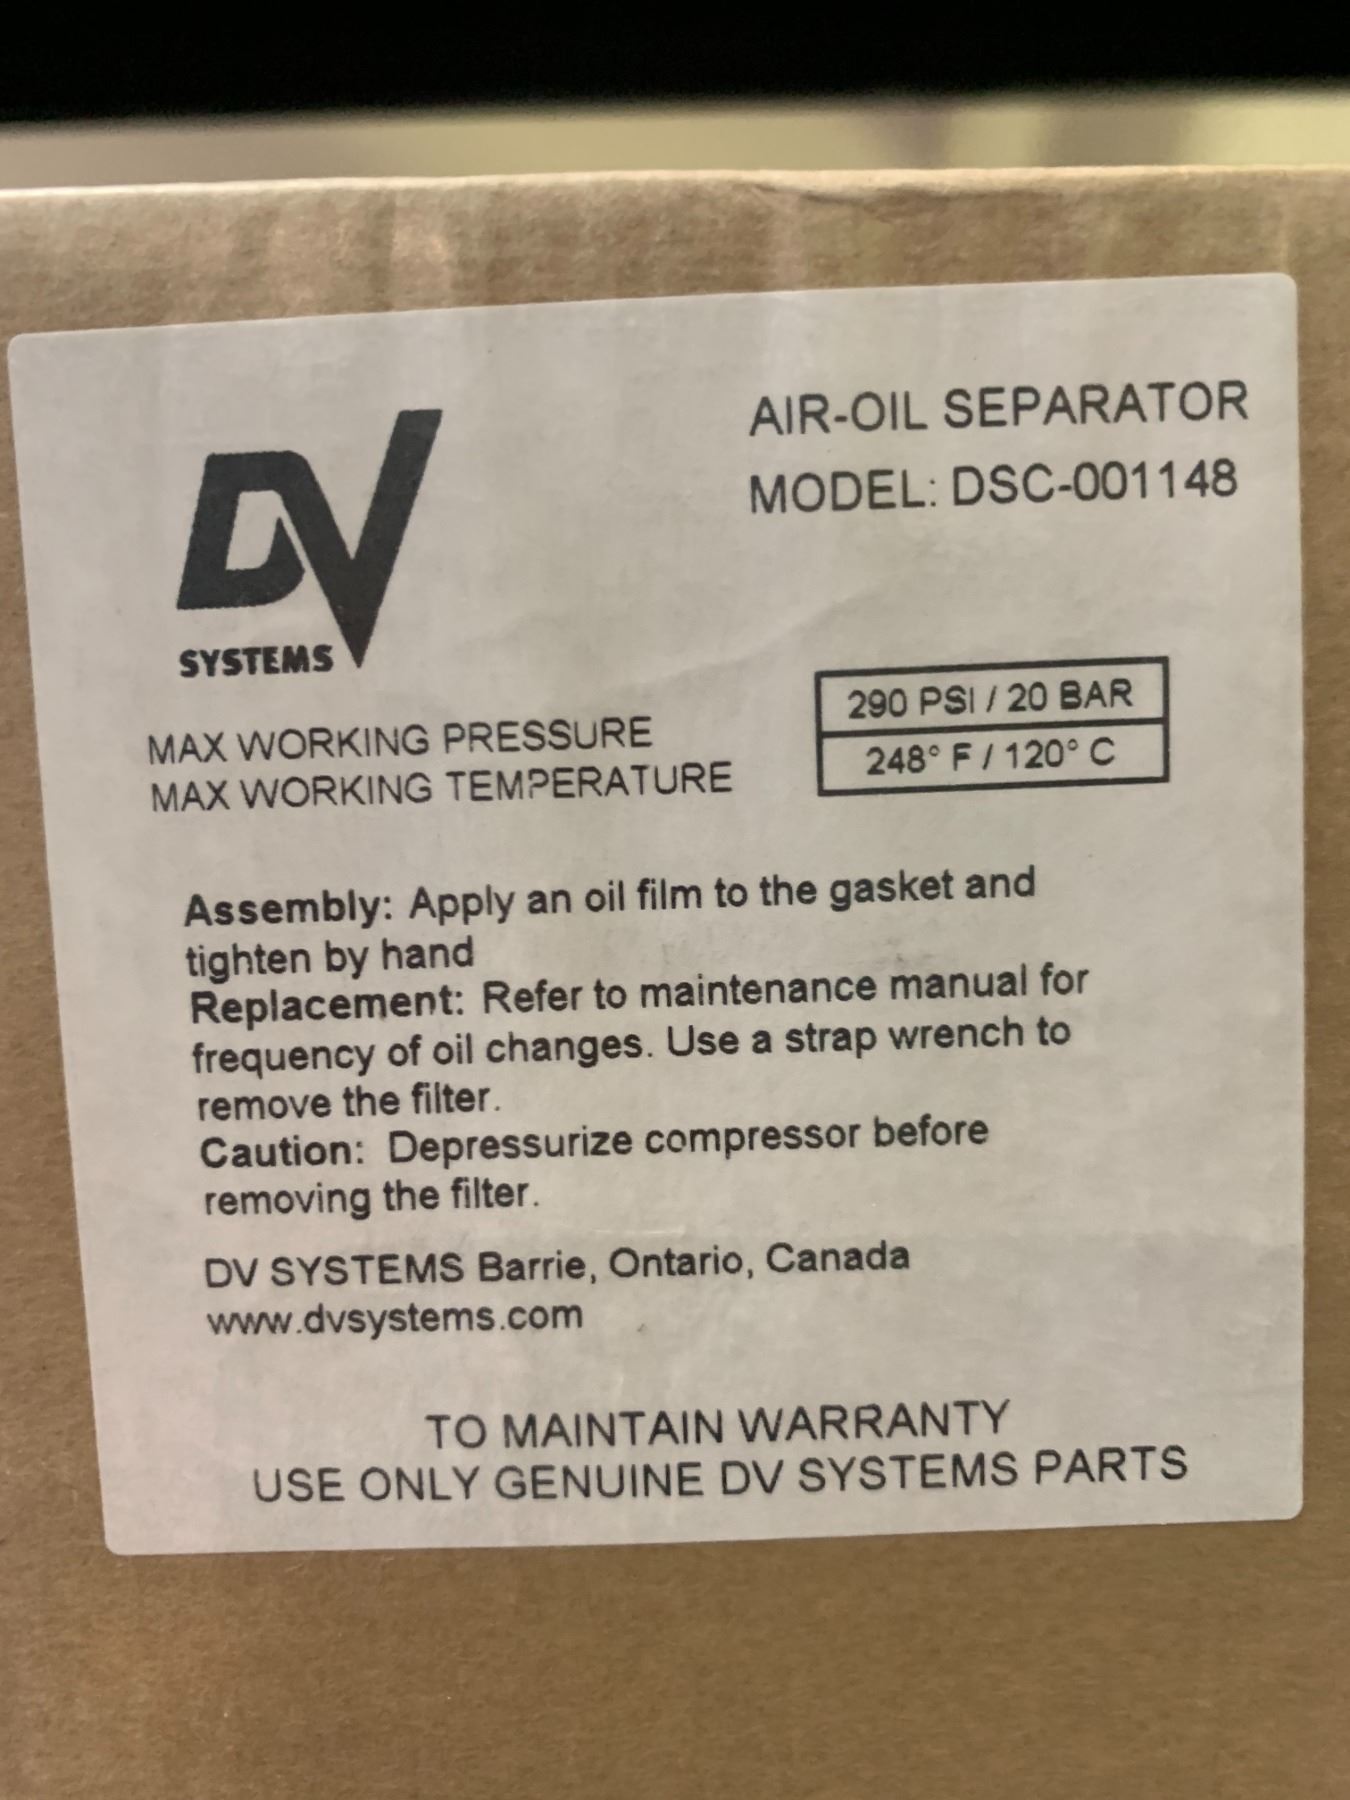 DV
SYSTEMS
AIR-OIL SEPARATOR
MODEL: DSC-001148
MAX WORKING PRESSURE 290 PSI / 20 BAR
MAX WORKING TEMPERATURE 248° F / 120° C
Assembly: Apply an oil film to the gasket and
tighten by hand
Replacement: Refer to maintenance manual for
frequency of oil changes. Use a strap wrench to
remove the filter.
Caution: Depressurize compressor before
removing the filter.
DV SYSTEMS Barrie, Ontario, Canada
www.dvsystems.com
TO MAINTAIN WARRANTY
USE ONLY GENUINE DV SYSTEMS PARTS